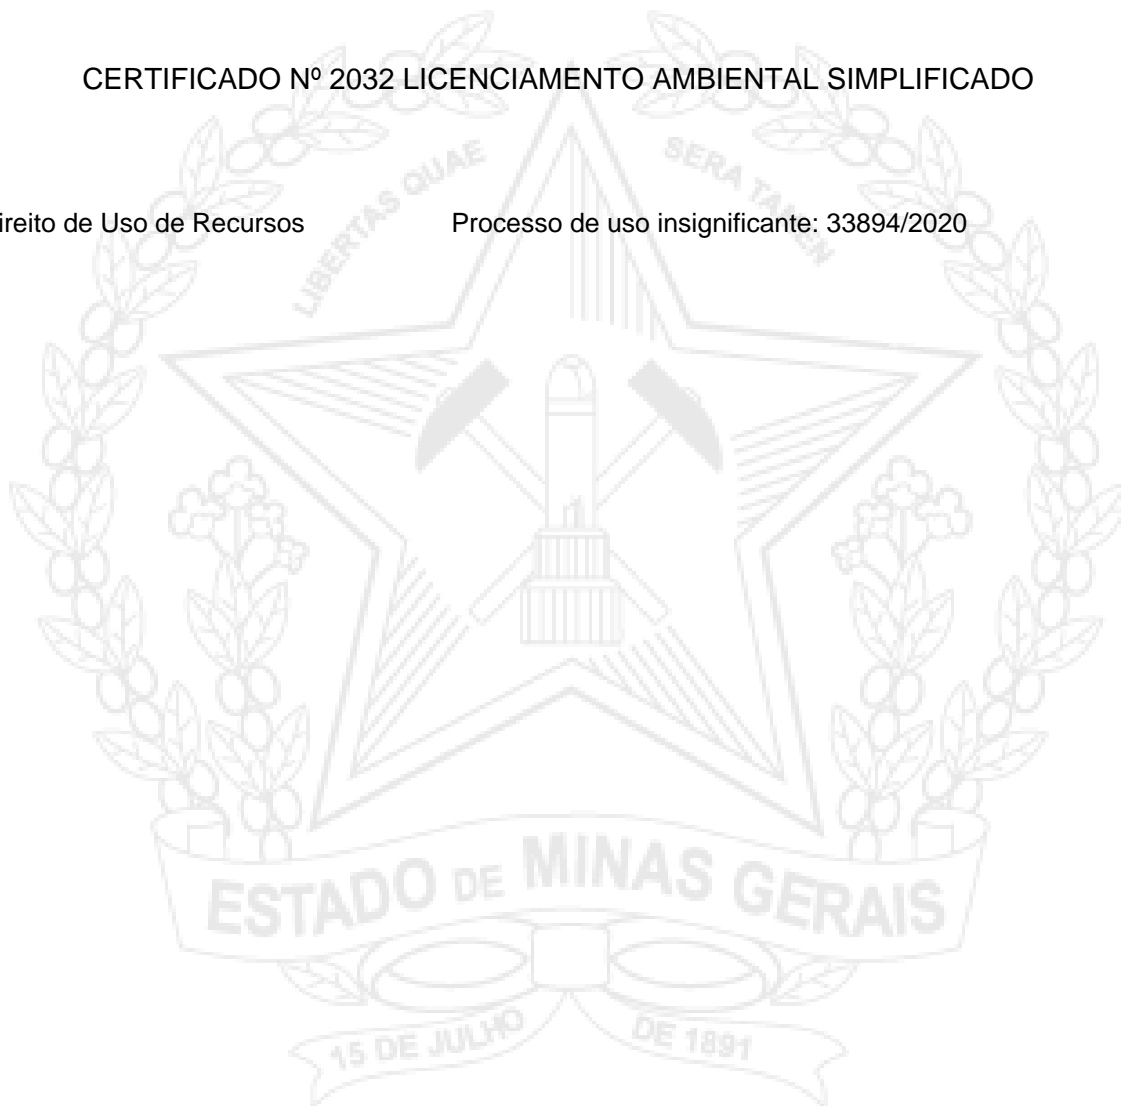 CERTIFICADO Nº 2032 LICENCIAMENTO AMBIENTAL SIMPLIFICADO
LIBERTAS QUAE SERA TAMEN
ireito de Uso de Recursos Processo de uso insignificante: 33894/2020
ESTADO DE MINAS GERAIS
15 DE JULHO DE 1891